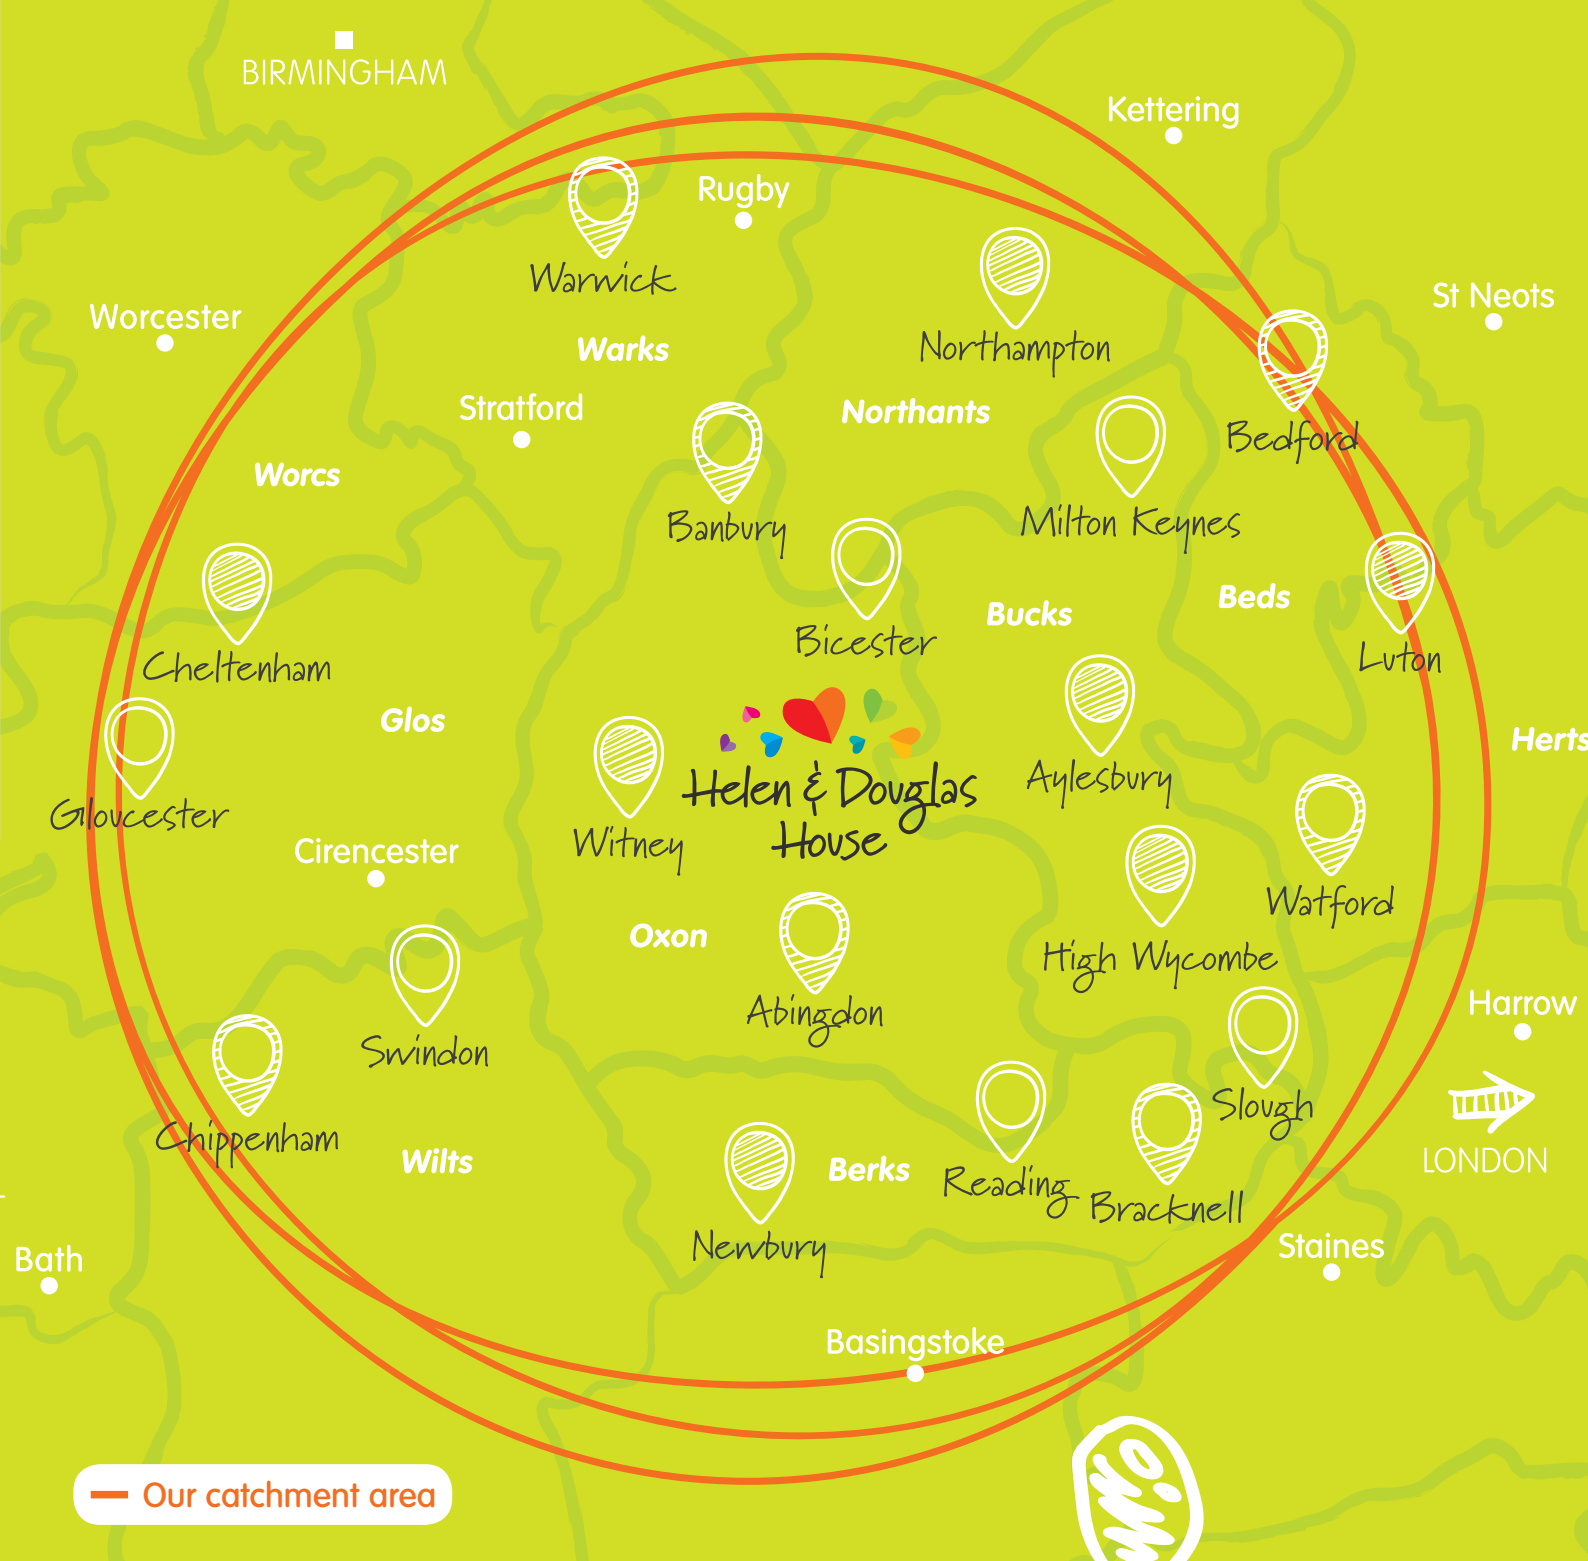 BIRMINGHAM
Kettering
Rugby
Warwick
St Neots
Worcester
Northampton
Warks
Stratford
Northants
Bedford
Worcs
Banbury
Milton Keynes
Beds
Bucks
Bicester
Cheltenham
Luton
Glos
Herts
Aylesbury
Helen & Douglas
House
Gloucester
Witney
Cirencester
Watford
Oxon
High Wycombe
Harrow
Abingdon
Swindon
Slough
Chippenham
Wilts
LONDON
Berks
Reading
Bracknell
Newbury
Staines
Bath
Basingstoke
Our catchment area